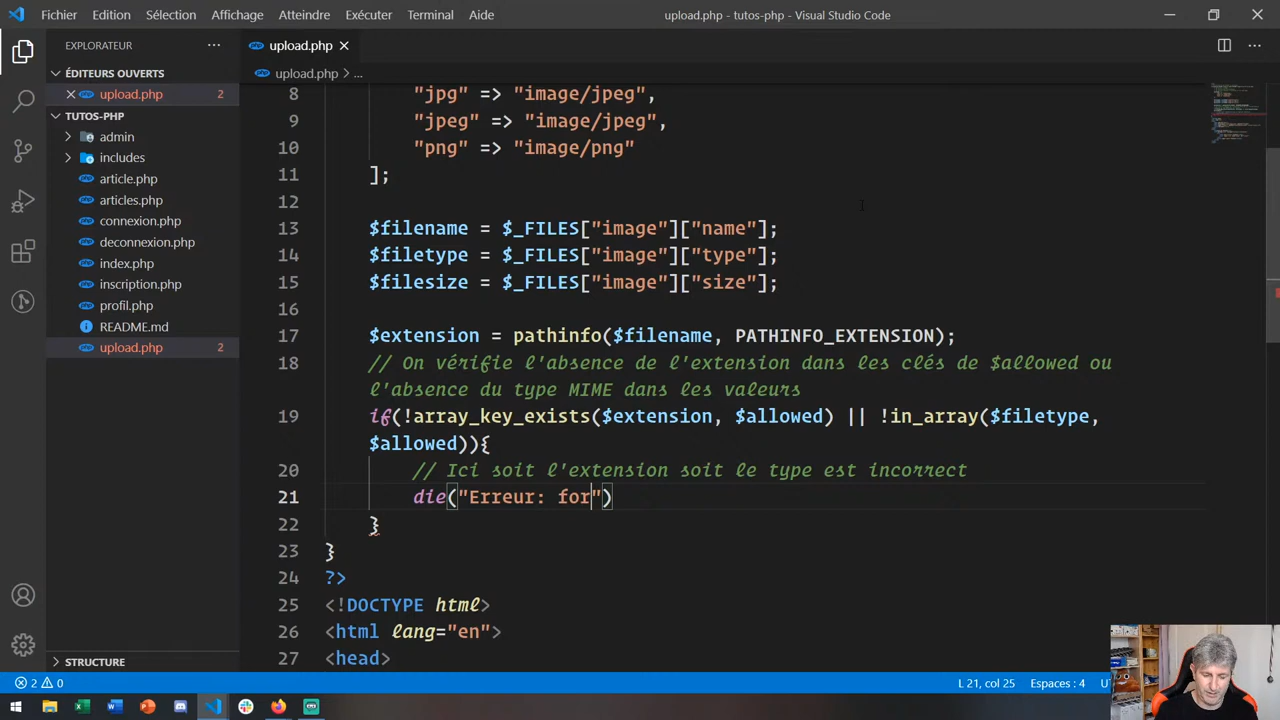 Fichier Edition Sélection Affichage Atteindre Exécuter Terminal Aide upload.php - tutos-php - Visual Studio Code
EXPLORATEUR ···
ÉDITEURS OUVERTS
upload.php 2
TUTOS-PHP
admin
includes
article.php
articles.php
connexion.php
deconnexion.php
index.php
inscription.php
profil.php
README.md
upload.php 2
STRUCTURE
upload.php
upload.php > ...
8 "jpg" => "image/jpeg",
9 "jpeg" => "image/jpeg",
10 "png" => "image/png"
11 ];
12
13 $filename = $_FILES["image"]["name"];
14 $filetype = $_FILES["image"]["type"];
15 $filesize = $_FILES["image"]["size"];
16
17 $extension = pathinfo($filename, PATHINFO_EXTENSION);
18 // On vérifie l'absence de l'extension dans les clés de $allowed ou
l'absence du type MIME dans les valeurs
19 if(!array_key_exists($extension, $allowed) || !in_array($filetype,
$allowed)){
20 // Ici soit l'extension soit le type est incorrect
21 die("Erreur: for")
22 }
23 }
24 ?>
25 <!DOCTYPE html>
26 <html lang="en">
27 <head>
2 0 L 21, col 25 Espaces : 4